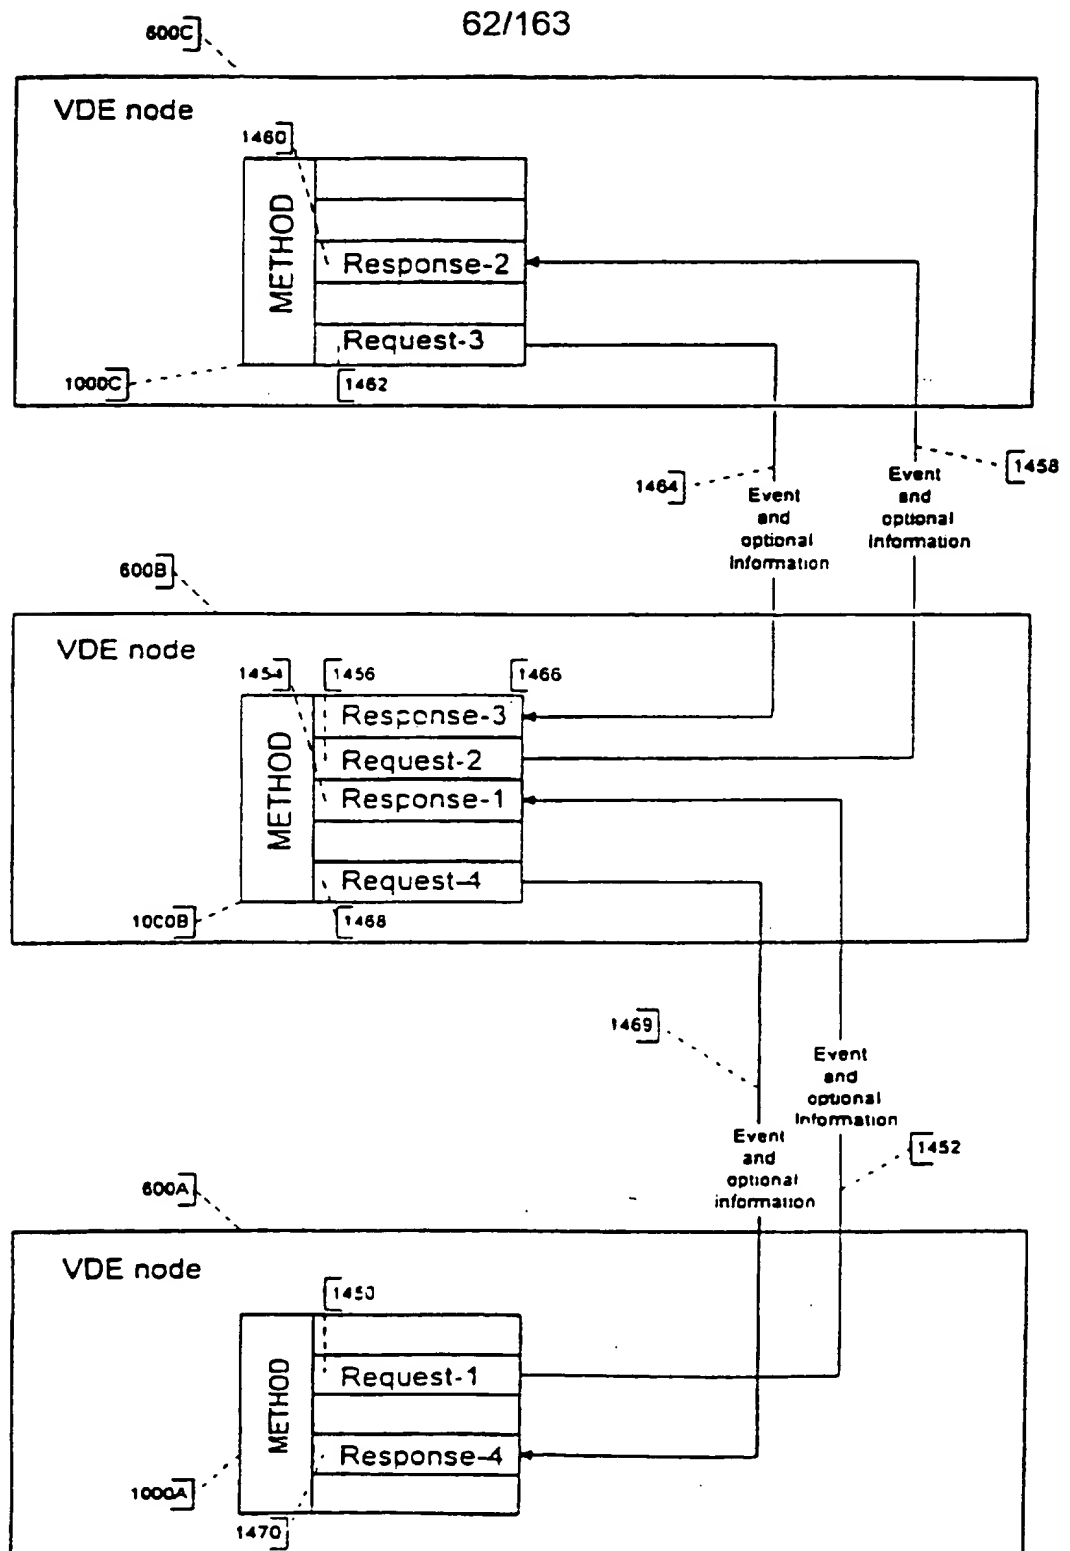 62/163
600C
VDE node
1460
METHOD
Response-2
Request-3
1000C
1462
1464
1458
Event
and
optional
Information
Event
and
optional
Information
600B
VDE node
1454
1456
1466
METHOD
Response-3
Request-2
Response-1
Request-4
1000B
1468
1469
Event
and
optional
Information
Event
and
optional
information
1452
600A
VDE node
1450
METHOD
Request-1
Response-4
1000A
1470